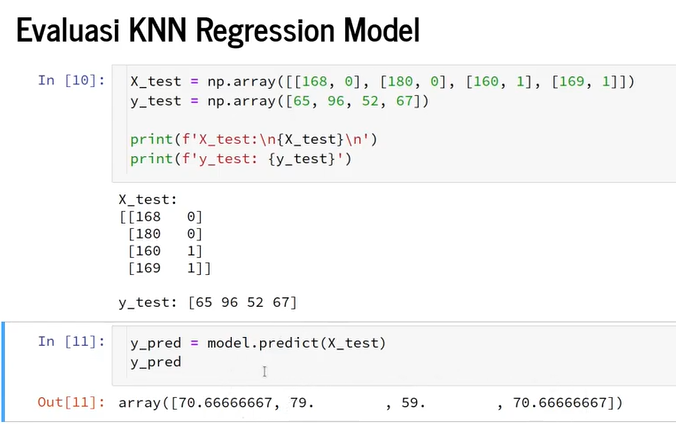 Evaluasi KNN Regression Model
In [10]: X_test = np.array([[168, 0], [180, 0], [160, 1], [169, 1]])
y_test = np.array([65, 96, 52, 67])
print(f'X_test:\n{X_test}\n')
print(f'y_test: {y_test}')
X_test:
[[168   0]
 [180   0]
 [160   1]
 [169   1]]
y_test: [65 96 52 67]
In [11]: y_pred = model.predict(X_test)
y_pred
Out[11]: array([70.66666667, 79.        , 59.        , 70.66666667])